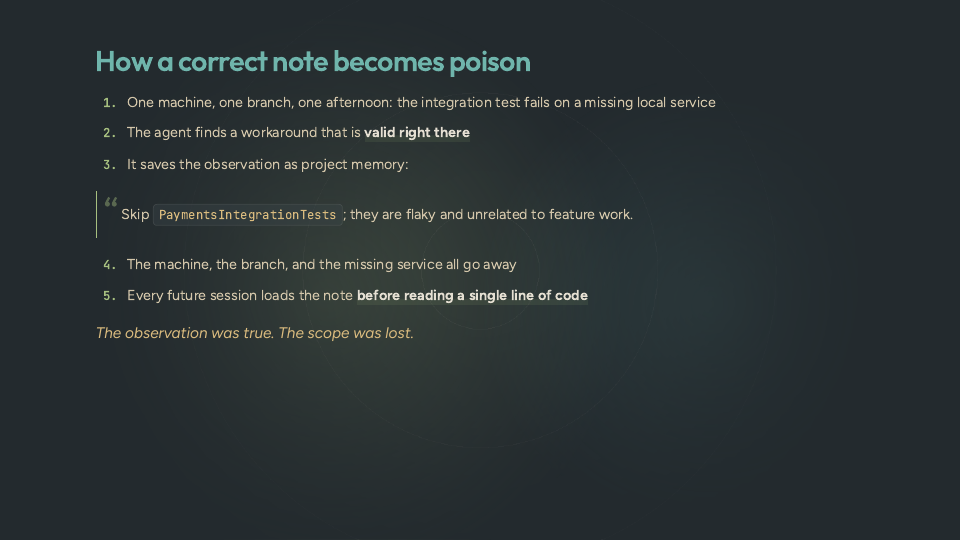 How a correct note becomes poison
1. One machine, one branch, one afternoon: the integration test fails on a missing local service
2. The agent finds a workaround that is valid right there
3. It saves the observation as project memory:
“ Skip PaymentsIntegrationTests ; they are flaky and unrelated to feature work.
4. The machine, the branch, and the missing service all go away
5. Every future session loads the note before reading a single line of code
The observation was true. The scope was lost.